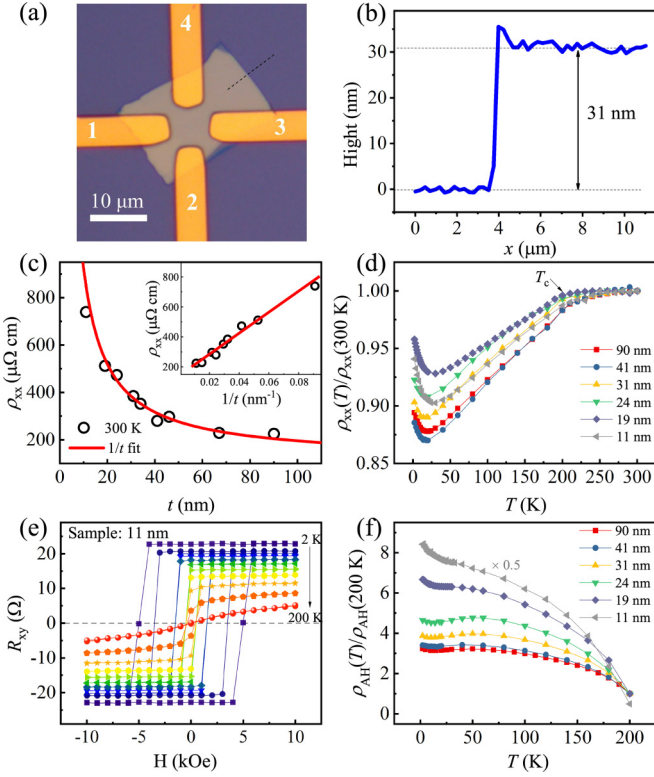 (a)
4
1
3
2
10 μm
(b)
Hight (nm)
30
20
10
0
31 nm
0 2 4 6 8 10
x (μm)
(c)
ρxx (μΩ cm)
800
600
400
200
300 K
1/t fit
0 20 40 60 80 100
t (nm)
ρxx (μΩ cm)
800
600
400
200
0.00 0.04 0.08
1/t (nm⁻¹)
(d)
ρxx(T)/ρxx(300 K)
1.00
0.95
0.90
0.85
Tc
90 nm
41 nm
31 nm
24 nm
19 nm
11 nm
0 50 100 150 200 250 300
T (K)
(e)
Sample: 11 nm
2 K
200 K
Rxy (Ω)
20
10
0
-10
-20
-10 -5 0 5 10
H (kOe)
(f)
ρAH(T)/ρAH(200 K)
8
6
4
2
0
× 0.5
90 nm
41 nm
31 nm
24 nm
19 nm
11 nm
0 50 100 150 200
T (K)